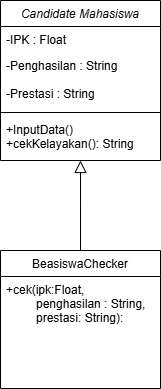 Candidate Mahasiswa
-IPK : Float
-Penghasilan : String
-Prestasi : String
+InputData()
+cekKelayakan(): String
BeasiswaChecker
+cek(ipk:Float,
penghasilan : String,
prestasi: String):